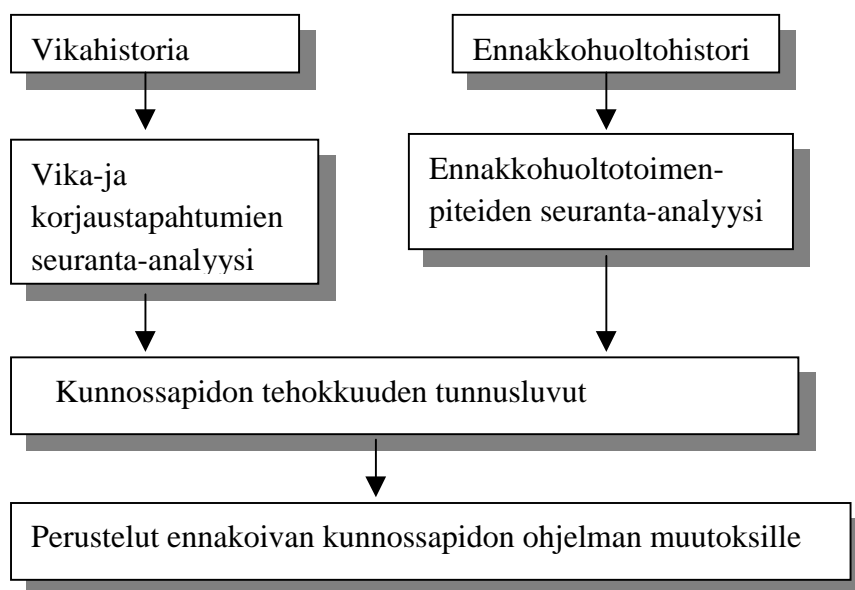 Vikahistoria
Ennakkohuoltohistori
Vika-ja
korjaustapahtumien
seuranta-analyysi
Ennakkohuoltotoimen-
piteiden seuranta-analyysi
Kunnossapidon tehokkuuden tunnusluvut
Perustelut ennakoivan kunnossapidon ohjelman muutoksille